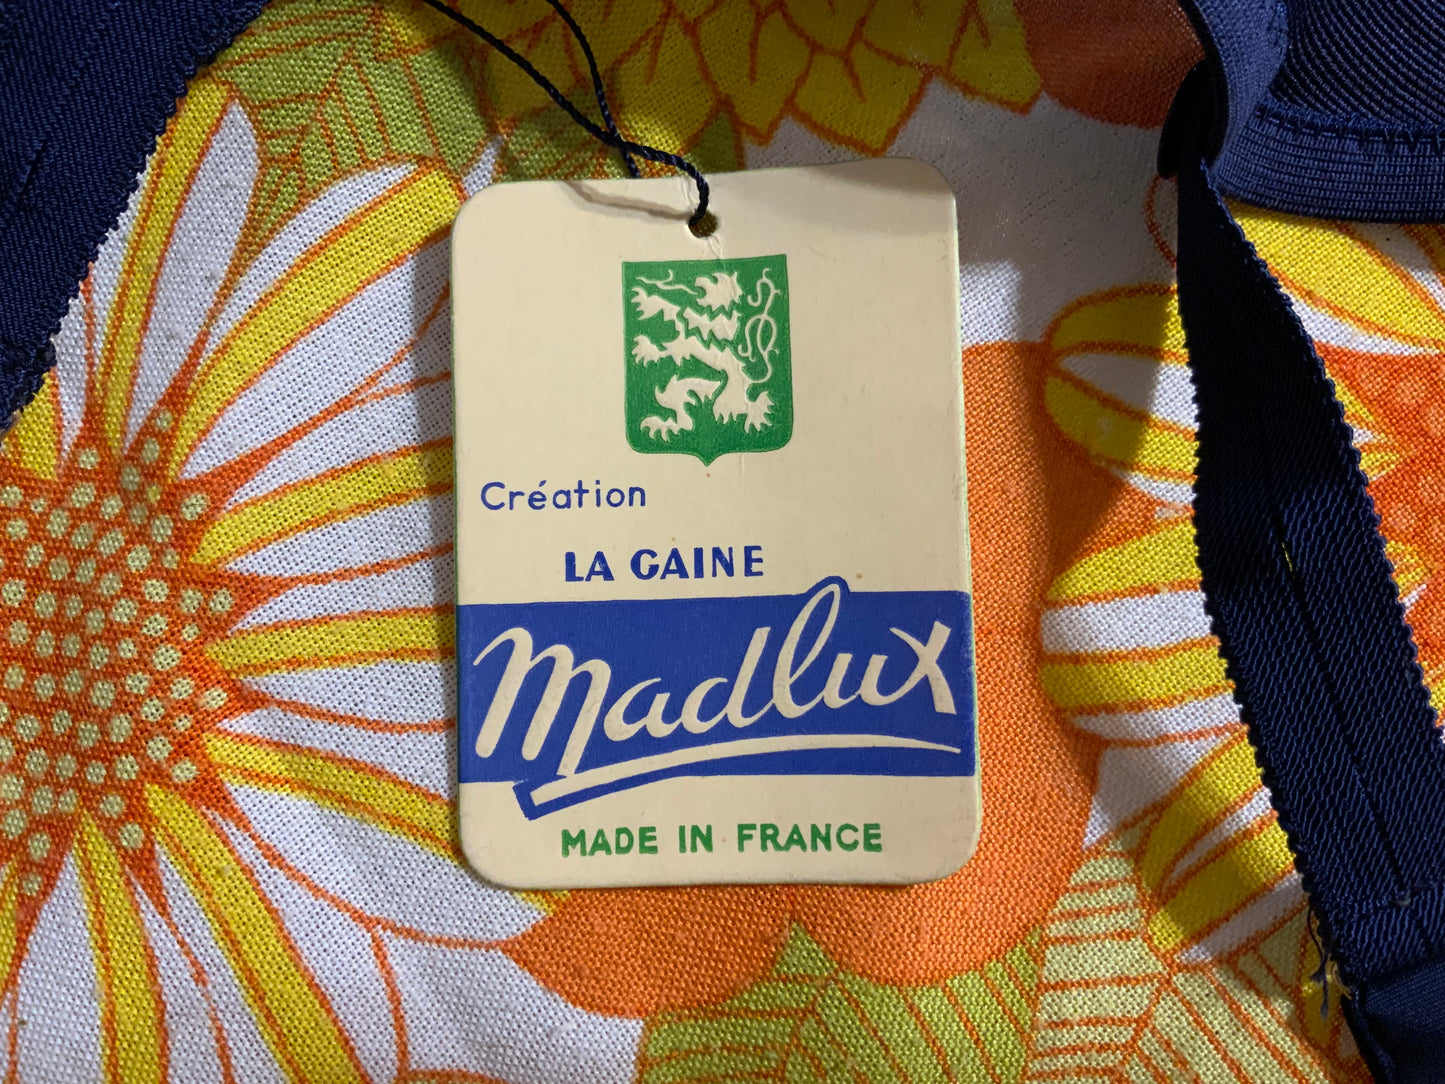 Création
LA GAINE
Madlux
MADE IN FRANCE